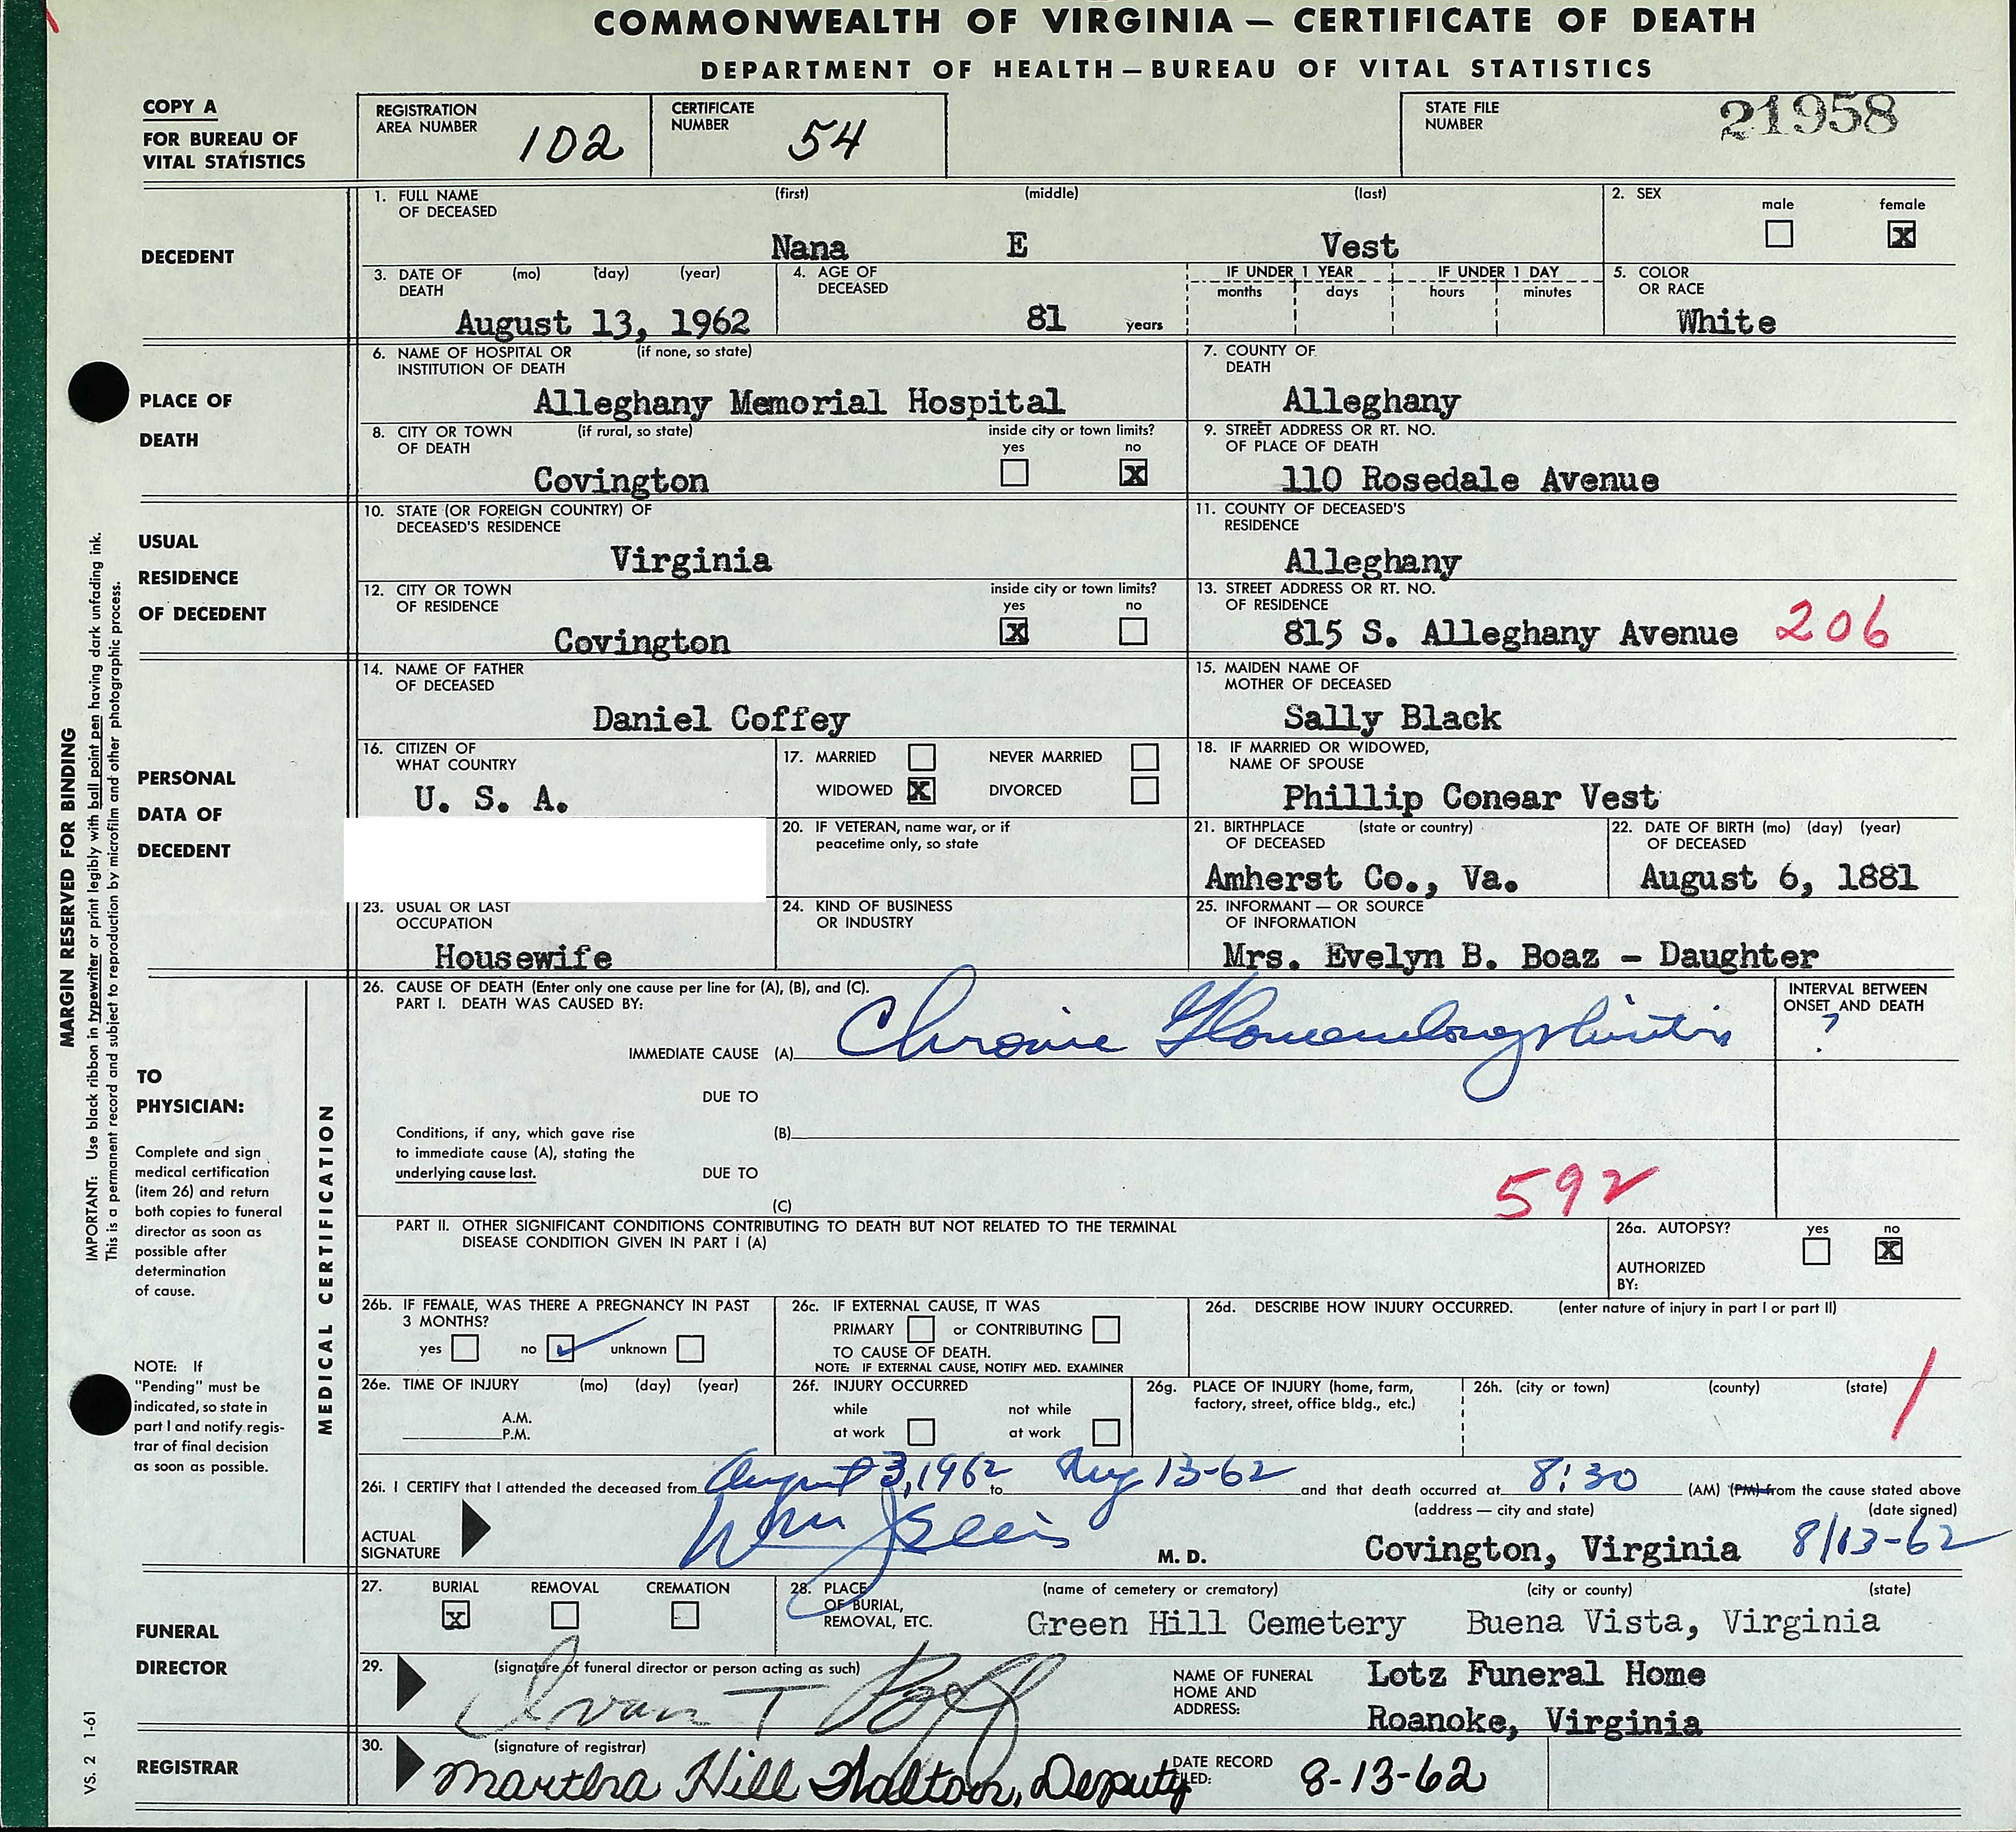 COMMONWEALTH OF VIRGINIA — CERTIFICATE OF DEATH
DEPARTMENT OF HEALTH — BUREAU OF VITAL STATISTICS
COPY A
FOR BUREAU OF
VITAL STATISTICS
REGISTRATION
AREA NUMBER 102
CERTIFICATE
NUMBER 54
STATE FILE
NUMBER 21958
DECEDENT
1. FULL NAME (first) (middle) (last)
OF DECEASED
Nana E Vest
2. SEX
male female
X
3. DATE OF (mo) (day) (year)
DEATH
August 13, 1962
4. AGE OF
DECEASED
81 years
IF UNDER 1 YEAR IF UNDER 1 DAY
months days hours minutes
5. COLOR
OR RACE
White
PLACE OF
DEATH
6. NAME OF HOSPITAL OR (if none, so state)
INSTITUTION OF DEATH
Alleghany Memorial Hospital
7. COUNTY OF
DEATH
Alleghany
8. CITY OR TOWN (if rural, so state) inside city or town limits?
OF DEATH yes no
Covington X
9. STREET ADDRESS OR RT. NO.
OF PLACE OF DEATH
110 Rosedale Avenue
USUAL
RESIDENCE
OF DECEDENT
10. STATE (OR FOREIGN COUNTRY) OF
DECEASED'S RESIDENCE
Virginia
11. COUNTY OF DECEASED'S
RESIDENCE
Alleghany
12. CITY OR TOWN inside city or town limits?
OF RESIDENCE yes no
Covington X
13. STREET ADDRESS OR RT. NO.
OF RESIDENCE
815 S. Alleghany Avenue 206
PERSONAL
DATA OF
DECEDENT
14. NAME OF FATHER
OF DECEASED
Daniel Coffey
15. MAIDEN NAME OF
MOTHER OF DECEASED
Sally Black
16. CITIZEN OF
WHAT COUNTRY
U. S. A.
17. MARRIED NEVER MARRIED
WIDOWED X DIVORCED
18. IF MARRIED OR WIDOWED,
NAME OF SPOUSE
Phillip Conear Vest
20. IF VETERAN, name war, or if
peacetime only, so state
21. BIRTHPLACE (state or country)
OF DECEASED
Amherst Co., Va.
22. DATE OF BIRTH (mo) (day) (year)
OF DECEASED
August 6, 1881
23. USUAL OR LAST
OCCUPATION
Housewife
24. KIND OF BUSINESS
OR INDUSTRY
25. INFORMANT — OR SOURCE
OF INFORMATION
Mrs. Evelyn B. Boaz - Daughter
MARGIN RESERVED FOR BINDING
IMPORTANT: Use black ribbon in typewriter or print legibly with ball point pen having dark unfading ink.
This is a permanent record and subject to reproduction by microfilm and other photographic process.
VS. 2 1-61
TO
PHYSICIAN:
Complete and sign
medical certification
(item 26) and return
both copies to funeral
director as soon as
possible after
determination
of cause.
NOTE: If
"Pending" must be
indicated, so state in
part I and notify regis-
trar of final decision
as soon as possible.
MEDICAL CERTIFICATION
26. CAUSE OF DEATH (Enter only one cause per line for (A), (B), and (C).
PART I. DEATH WAS CAUSED BY:
INTERVAL BETWEEN
ONSET AND DEATH
?
IMMEDIATE CAUSE (A) Chronic
DUE TO
Conditions, if any, which gave rise (B)
to immediate cause (A), stating the
underlying cause last. DUE TO
592
(C)
PART II. OTHER SIGNIFICANT CONDITIONS CONTRIBUTING TO DEATH BUT NOT RELATED TO THE TERMINAL
DISEASE CONDITION GIVEN IN PART I (A)
26a. AUTOPSY? yes no
X
AUTHORIZED
BY:
26b. IF FEMALE, WAS THERE A PREGNANCY IN PAST
3 MONTHS?
yes no unknown
26c. IF EXTERNAL CAUSE, IT WAS
PRIMARY or CONTRIBUTING
TO CAUSE OF DEATH.
NOTE: IF EXTERNAL CAUSE, NOTIFY MED. EXAMINER
26d. DESCRIBE HOW INJURY OCCURRED. (enter nature of injury in part I or part II)
26e. TIME OF INJURY (mo) (day) (year)
A.M.
P.M.
26f. INJURY OCCURRED
while not while
at work at work
26g. PLACE OF INJURY (home, farm,
factory, street, office bldg., etc.)
26h. (city or town) (county) (state)
26i. I CERTIFY that I attended the deceased from August 3, 1962 to Aug 13-62 and that death occurred at 8:30 (AM) (PM) from the cause stated above
(address — city and state) (date signed)
ACTUAL
SIGNATURE
M. D. Covington, Virginia 8/13-62
FUNERAL
DIRECTOR
27. BURIAL REMOVAL CREMATION
X
28. PLACE (name of cemetery or crematory) (city or county) (state)
OF BURIAL,
REMOVAL, ETC. Green Hill Cemetery Buena Vista, Virginia
29. (signature of funeral director or person acting as such)
Ivan T
NAME OF FUNERAL
HOME AND
ADDRESS:
Lotz Funeral Home
Roanoke, Virginia
REGISTRAR
30. (signature of registrar)
Martha Hill Walton, Deputy
DATE RECORD
FILED: 8-13-62